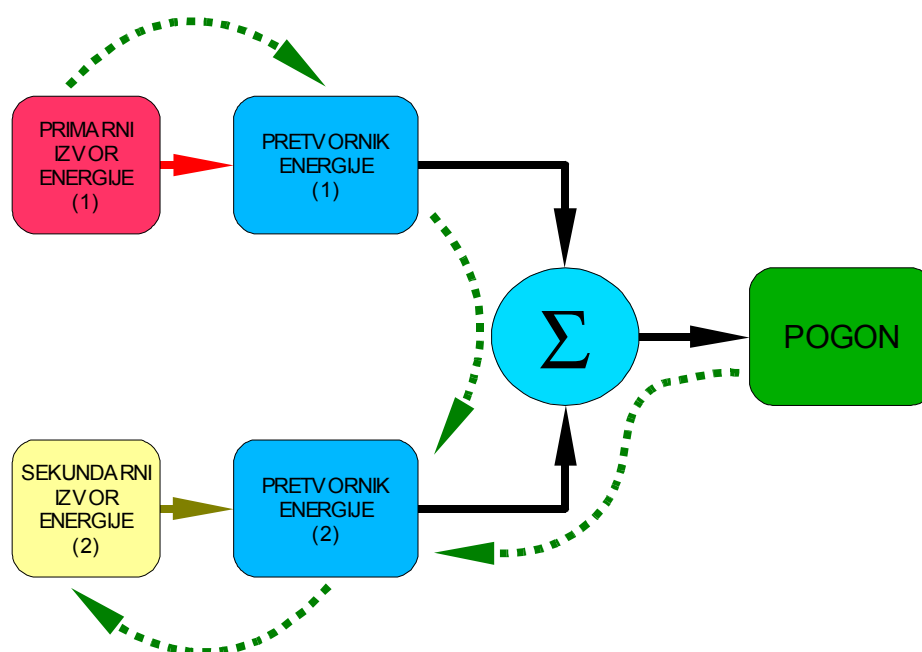 PRIMARNI
IZVOR
ENERGIJE
(1)
PRETVORNIK
ENERGIJE
(1)
Σ
POGON
SEKUNDARNI
IZVOR
ENERGIJE
(2)
PRETVORNIK
ENERGIJE
(2)